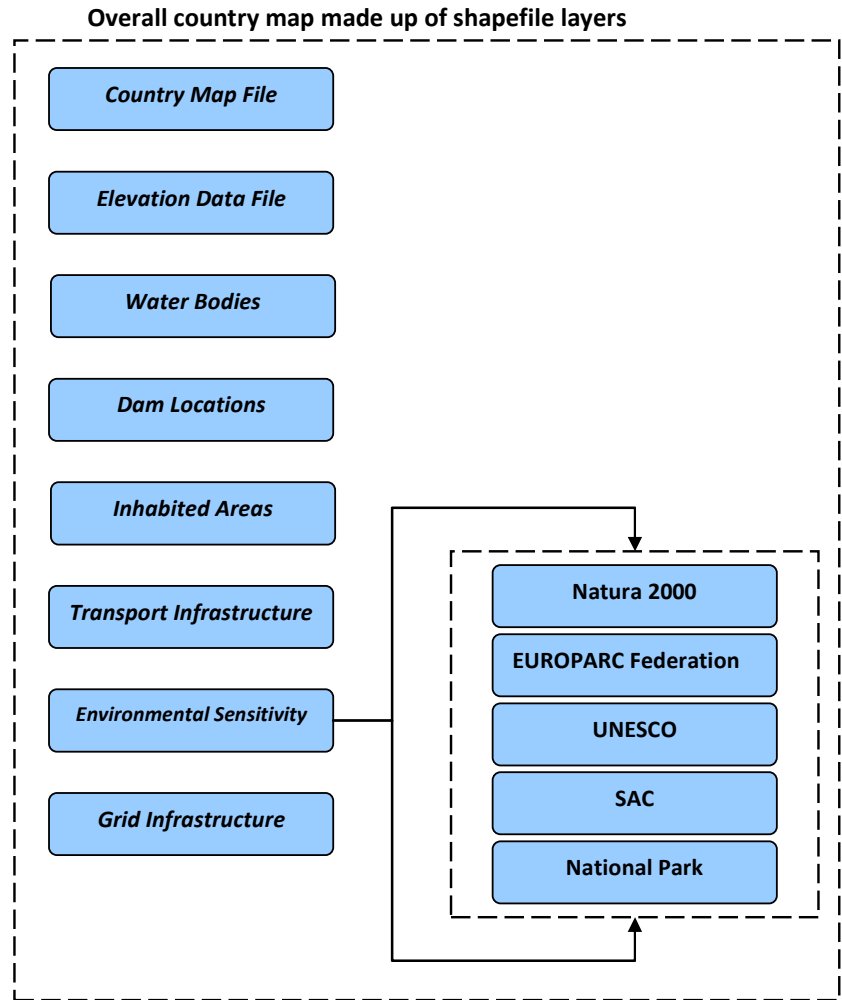 Overall country map made up of shapefile layers
Country Map File
Elevation Data File
Water Bodies
Dam Locations
Inhabited Areas
Transport Infrastructure
Environmental Sensitivity
Grid Infrastructure
Natura 2000
EUROPARC Federation
UNESCO
SAC
National Park